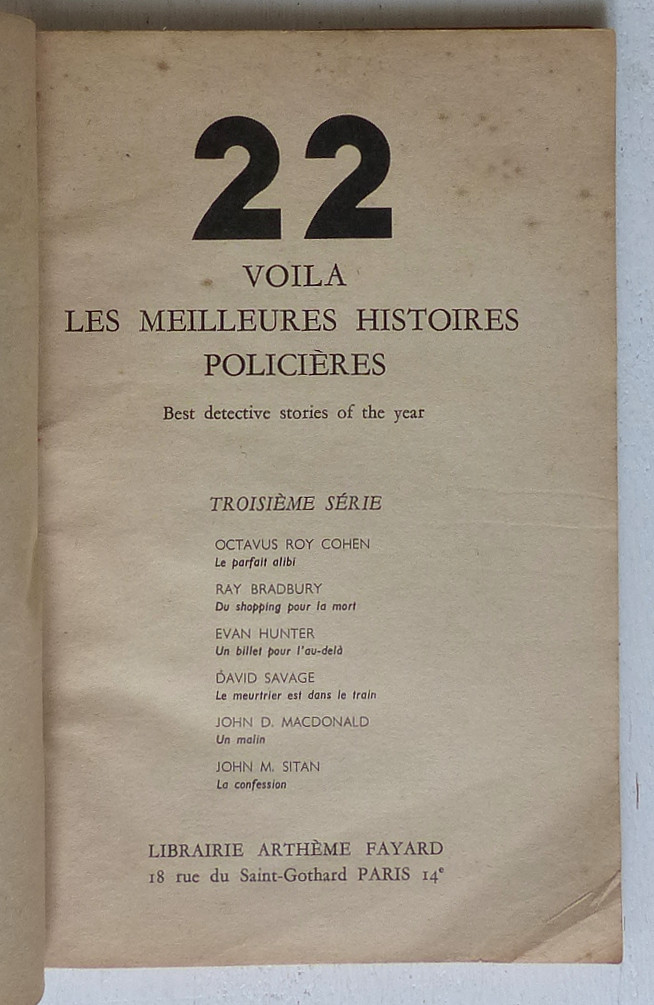 22
VOILA
LES MEILLEURES HISTOIRES
POLICIÈRES
Best detective stories of the year
TROISIÈME SÉRIE
OCTAVUS ROY COHEN
Le parfait alibi
RAY BRADBURY
Du shopping pour la mort
EVAN HUNTER
Un billet pour l'au-delà
DAVID SAVAGE
Le meurtrier est dans le train
JOHN D. MACDONALD
Un malin
JOHN M. SITAN
La confession
LIBRAIRIE ARTHÈME FAYARD
18 rue du Saint-Gothard PARIS 14e